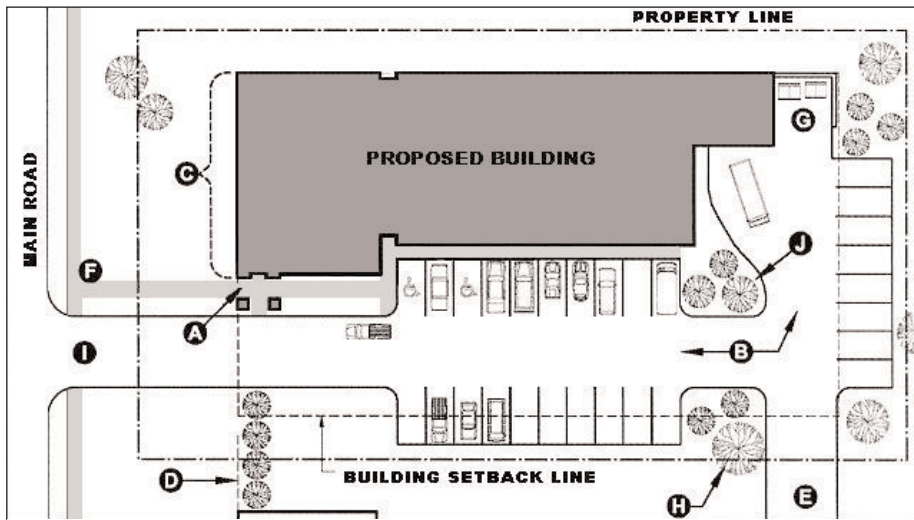 PROPERTY LINE
G
PROPOSED BUILDING
C
MAIN ROAD
J
F
A
I
B
BUILDING SETBACK LINE
D
H
E